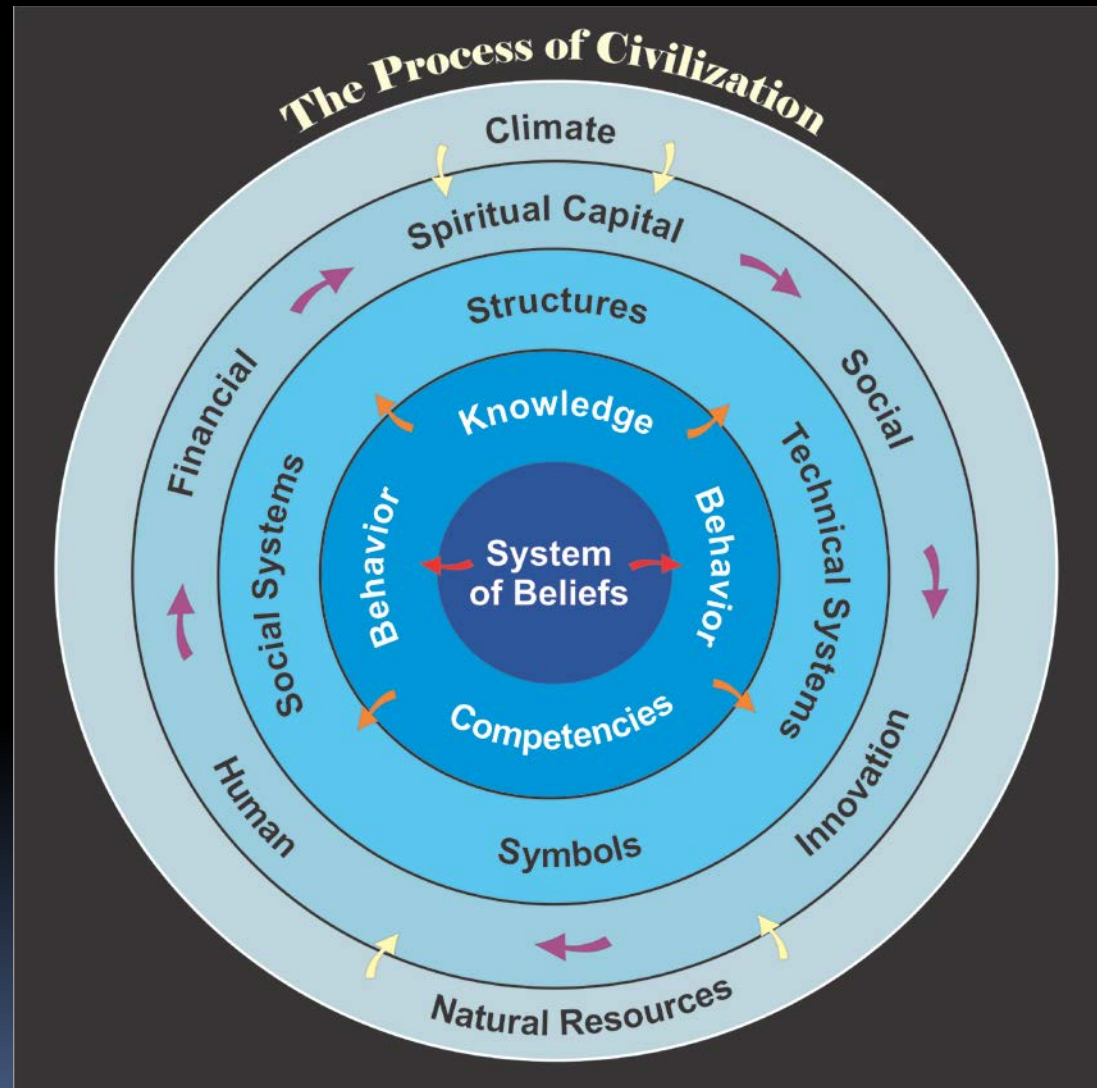 The Process of Civilization
Climate
Spiritual Capital
Structures
Knowledge
Financial
Social
Social Systems
Technical Systems
Behavior
Behavior
System
of Beliefs
Competencies
Human
Innovation
Symbols
Natural Resources